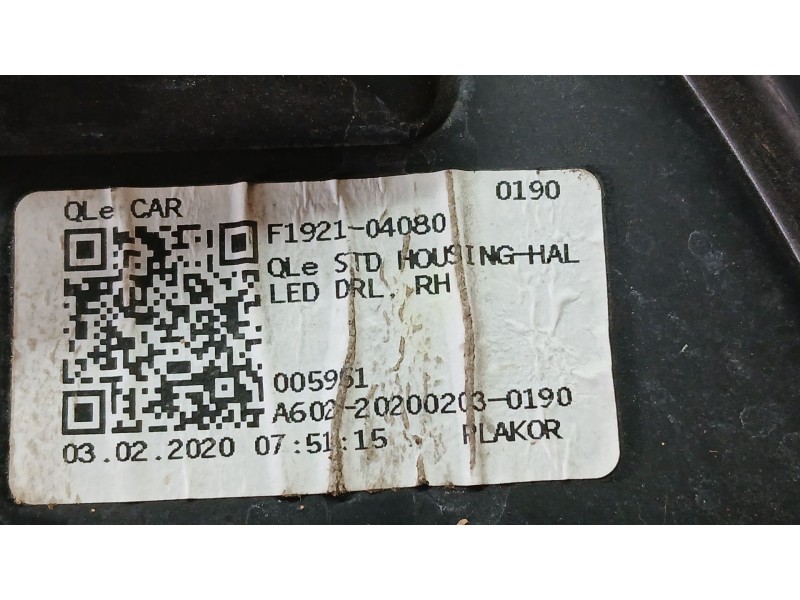 QLe CAR 0190
F1921-04080
QLe STD HOUSING-HAL
LED DRL, RH
005951
A602-20200203-0190
03.02.2020 07:51:15 PLAKOR